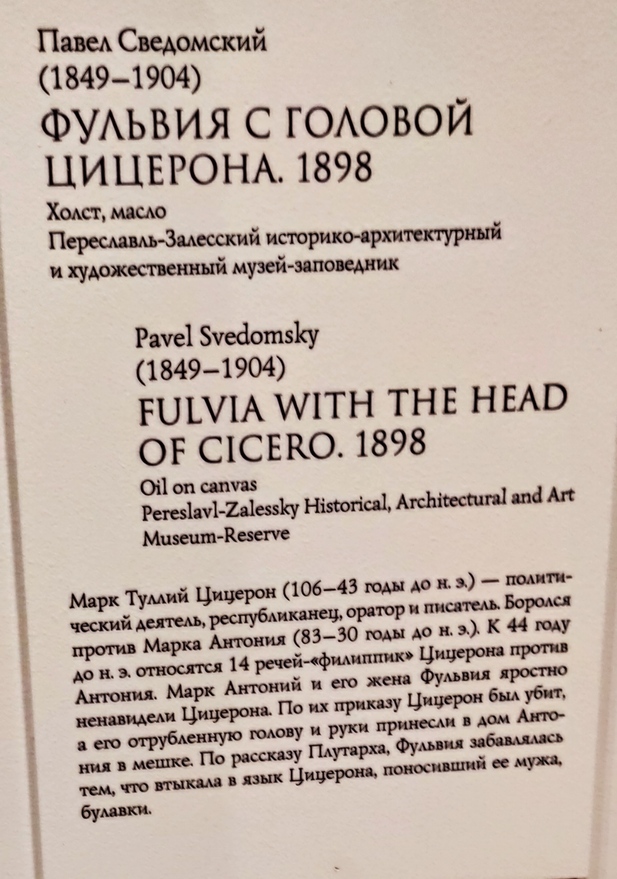 Павел Сведомский
(1849–1904)
ФУЛЬВИЯ С ГОЛОВОЙ
ЦИЦЕРОНА. 1898
Холст, масло
Переславль-Залесский историко-архитектурный
и художественный музей-заповедник
Pavel Svedomsky
(1849–1904)
FULVIA WITH THE HEAD
OF CICERO. 1898
Oil on canvas
Pereslavl-Zalessky Historical, Architectural and Art
Museum-Reserve
Марк Туллий Цицерон (106–43 годы до н. э.) — полити-
ческий деятель, республиканец, оратор и писатель. Боролся
против Марка Антония (83–30 годы до н. э.). К 44 году
до н. э. относятся 14 речей-«филиппик» Цицерона против
Антония. Марк Антоний и его жена Фульвия яростно
ненавидели Цицерона. По их приказу Цицерон был убит,
а его отрубленную голову и руки принесли в дом Анто-
ния в мешке. По рассказу Плутарха, Фульвия забавлялась
тем, что втыкала в язык Цицерона, поносивший ее мужа,
булавки.